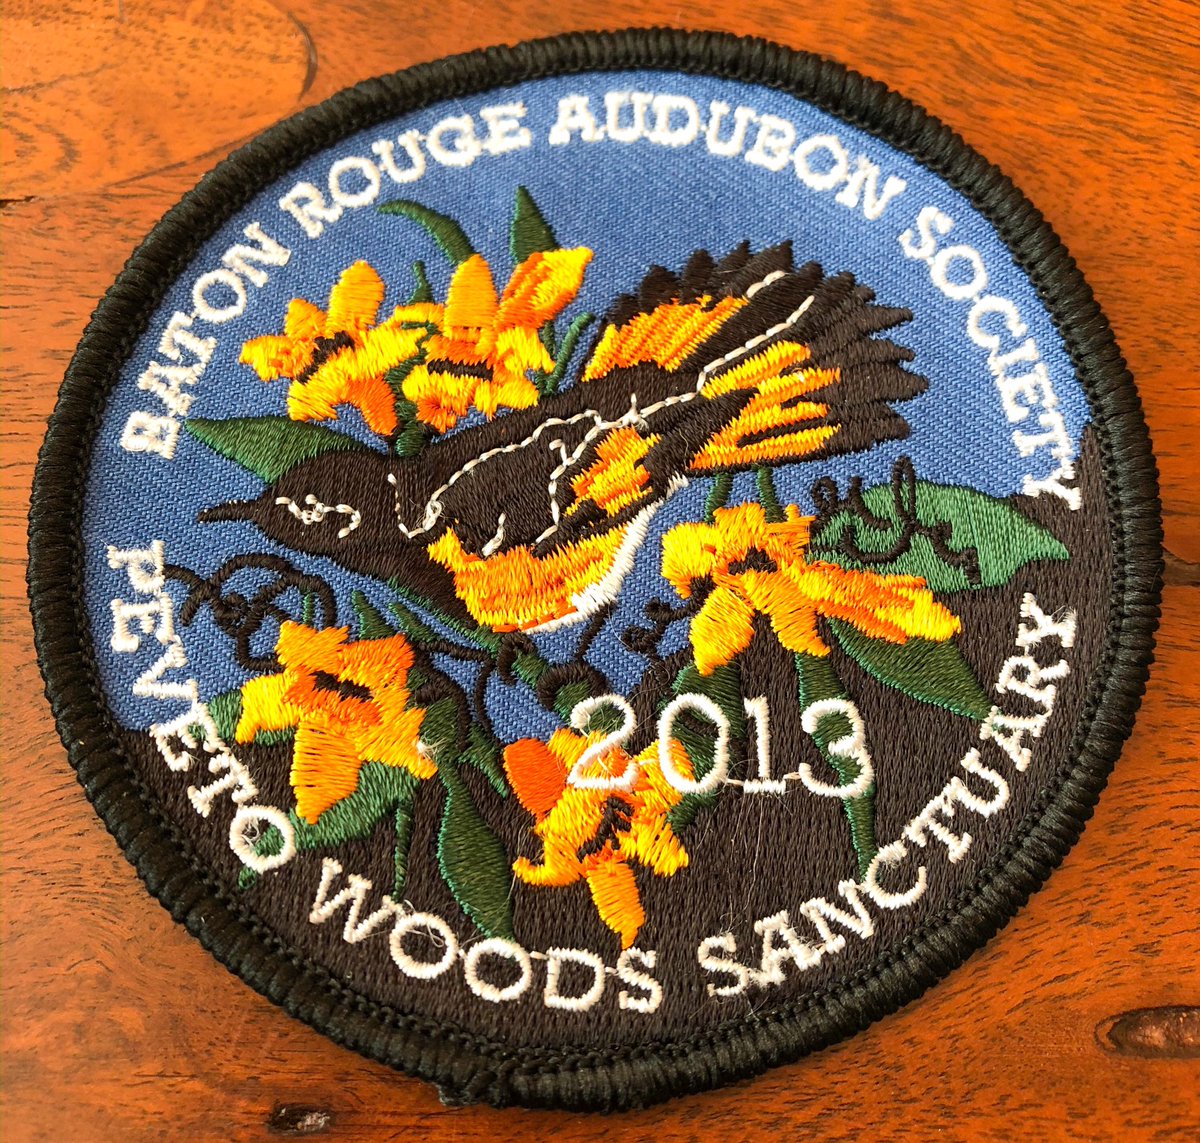 BATON ROUGE AUDUBON SOCIETY
2013
PEVETO WOODS SANCTUARY